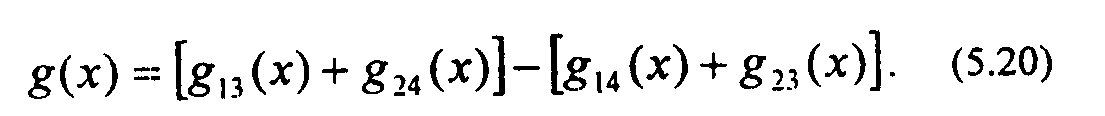 g(x) = [g₁₃(x) + g₂₄(x)] − [g₁₄(x) + g₂₃(x)]. (5.20)